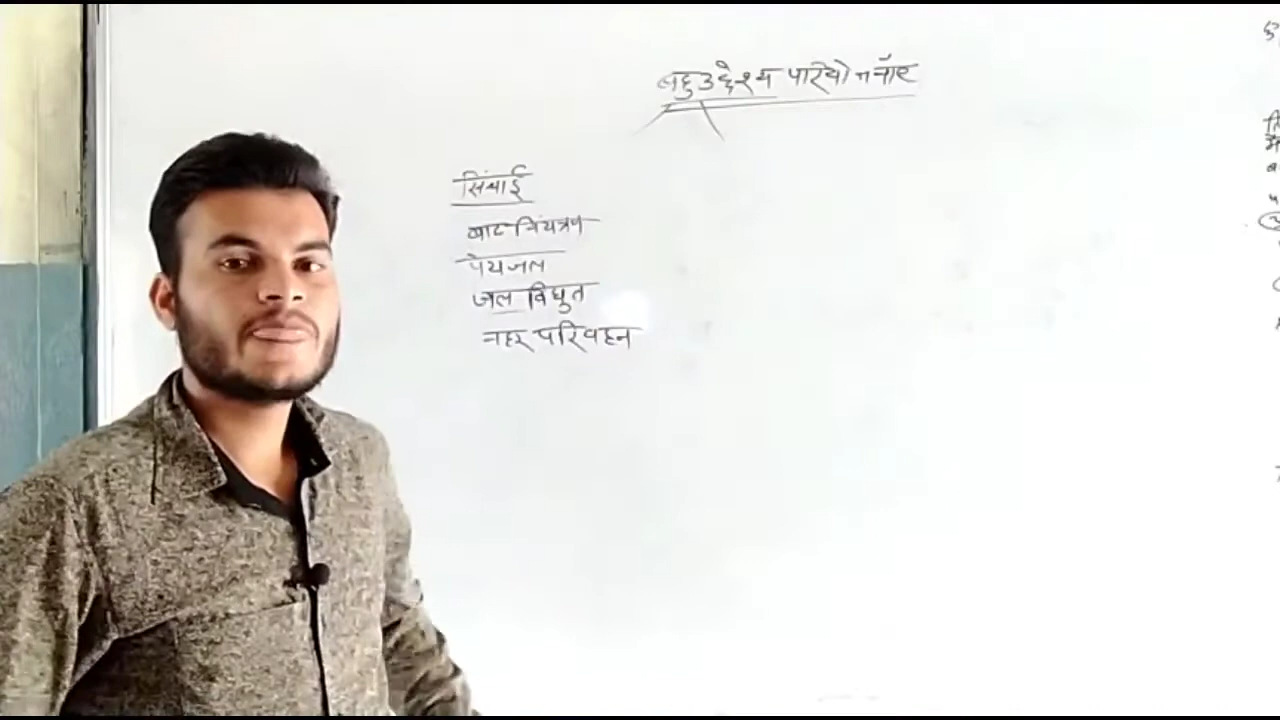 बहुउद्देश्य परियोजनाएँ
सिंचाई
बाढ नियंत्रण
पेयजल
जल विधुत
नहर परिवहन